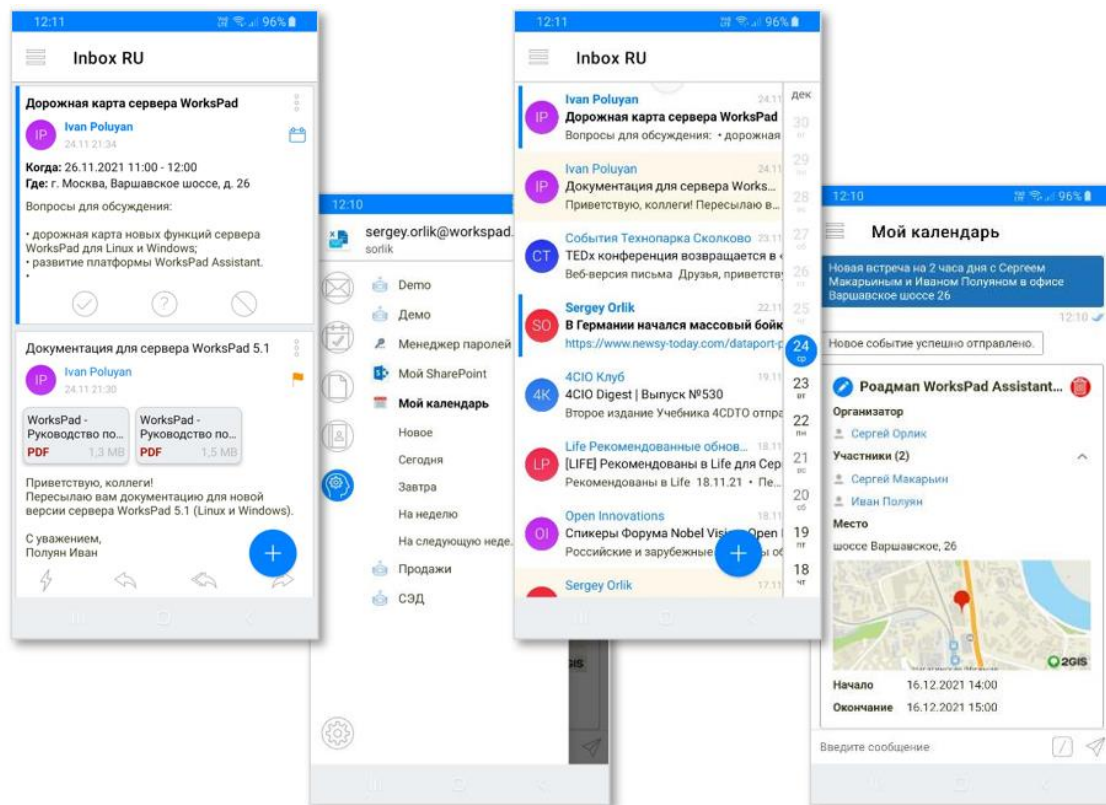 12:11
96%
Inbox RU
Дорожная карта сервера WorksPad
IP
Ivan Poluyan
24.11 21:34
Когда: 26.11.2021 11:00 - 12:00
Где: г. Москва, Варшавское шоссе, д. 26
Вопросы для обсуждения:
• дорожная карта новых функций сервера
WorksPad для Linux и Windows;
• развитие платформы WorksPad Assistant.
•
Документация для сервера WorksPad 5.1
IP
Ivan Poluyan
24.11 21:30
WorksPad -
Руководство по...
PDF 1,3 MB
WorksPad -
Руководство по...
PDF 1,5 MB
Приветствую, коллеги!
Пересылаю вам документацию для новой
версии сервера WorksPad 5.1 (Linux и Windows).
С уважением,
Полуян Иван
12:10
sergey.orlik@workspad.
sorlik
Demo
Демо
Менеджер паролей
Мой SharePoint
Мой календарь
Новое
Сегодня
Завтра
На неделю
На следующую неде...
Продажи
СЭД
12:11
96%
Inbox RU
IP
Ivan Poluyan 24.11
Дорожная карта сервера WorksPad
Вопросы для обсуждения: • дорожная
IP
Ivan Poluyan 24.11
Документация для сервера Works...
Приветствую, коллеги! Пересылаю в...
CT
События Технопарка Сколково 23.11
TEDx конференция возвращается в
Веб-версия письма Друзья, приветству
SO
Sergey Orlik 22.11
В Германии начался массовый бойк
https://www.newsy-today.com/dataport-p
4K
4CIO Клуб 19.11
4CIO Digest | Выпуск №530
Второе издание Учебника 4CDTO отпра
LP
Life Рекомендованные обнов... 18.11
[LIFE] Рекомендованы в Life для Сер
Рекомендованы в Life 18.11.21 • Пе...
OI
Open Innovations 18.11
Спикеры Форума Nobel Vision Open
Российские и зарубежные
Sergey Orlik 17.11
дек
30
вт
29
28
27
сб
26
25
24
ср
23
вт
22
пн
21
вс
20
сб
19
пт
18
чт
12:10
96%
Мой календарь
Новая встреча на 2 часа дня с Сергеем
Макарьиным и Иваном Полуяном в офисе
Варшавское шоссе 26
12:10
Новое событие успешно отправлено.
Роадмап WorksPad Assistant...
Организатор
Сергей Орлик
Участники (2)
Сергей Макарьин
Иван Полуян
Место
шоссе Варшавское, 26
2GIS
Начало 16.12.2021 14:00
Окончание 16.12.2021 15:00
Введите сообщение